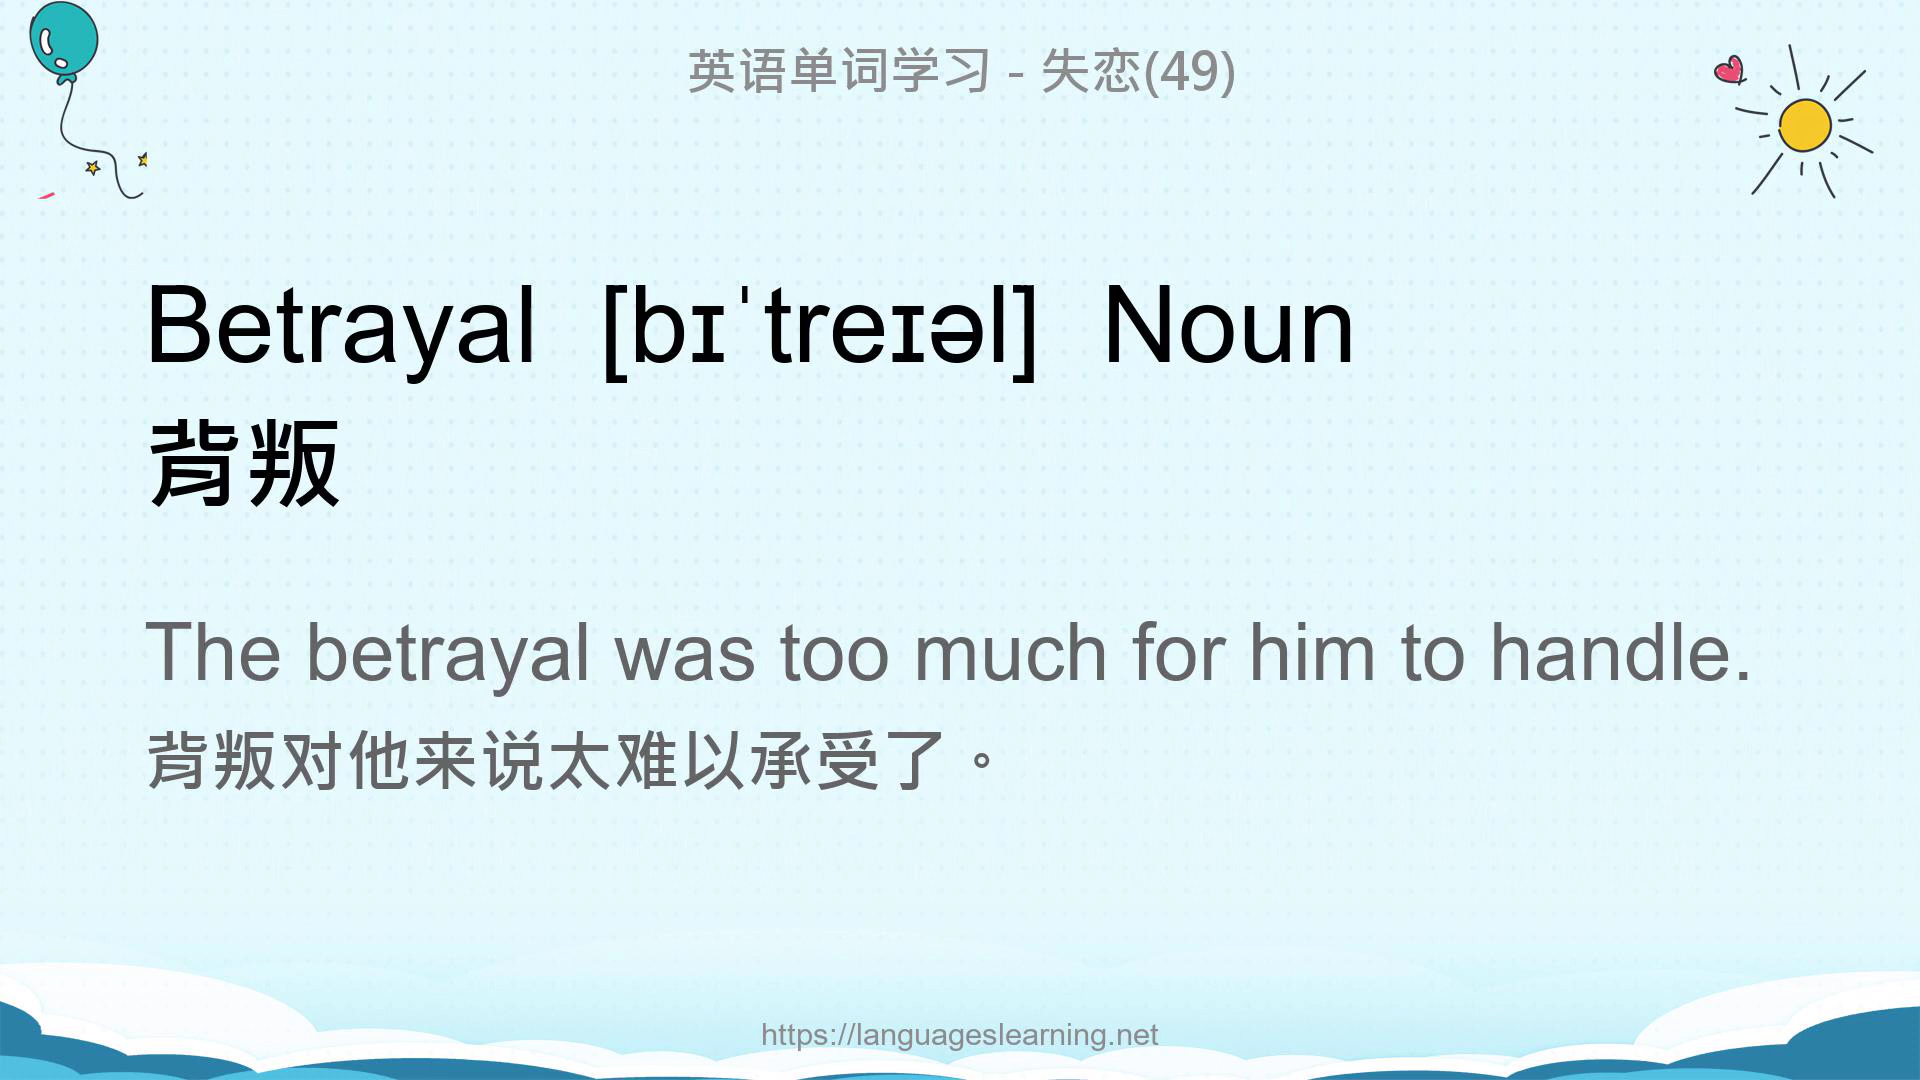 英语单词学习 - 失恋(49)
Betrayal [bɪˈtreɪəl] Noun
背叛
The betrayal was too much for him to handle.
背叛对他来说太难以承受了。
https://languageslearning.net